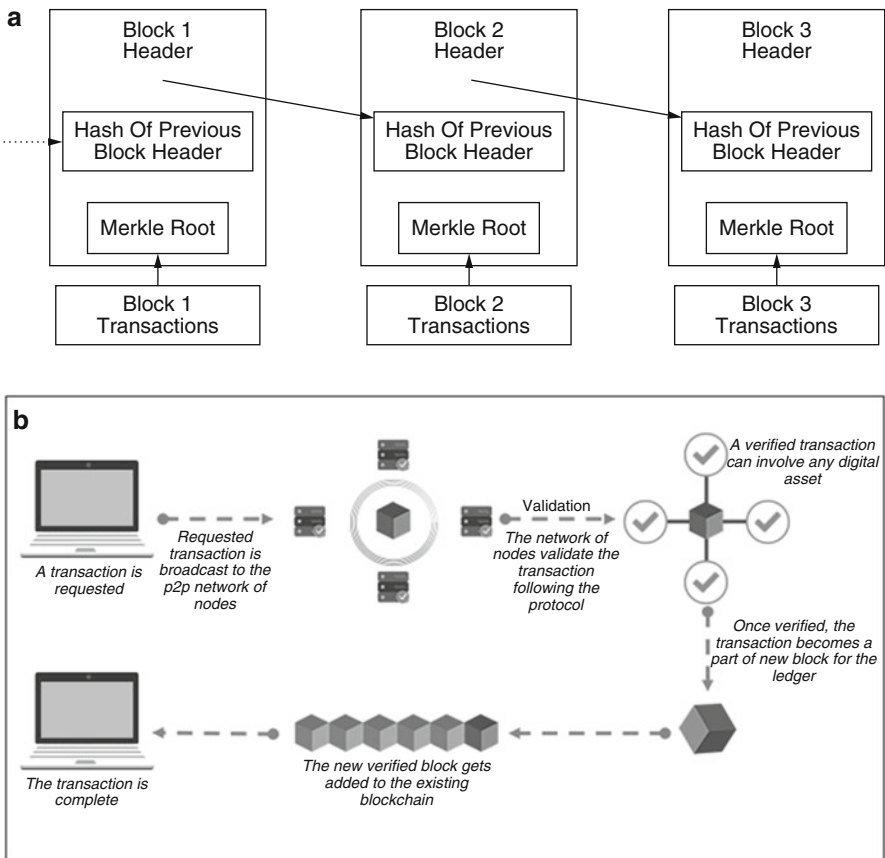 a
Block 1
Header
Hash Of Previous
Block Header
Merkle Root
Block 1
Transactions
Block 2
Header
Hash Of Previous
Block Header
Merkle Root
Block 2
Transactions
Block 3
Header
Hash Of Previous
Block Header
Merkle Root
Block 3
Transactions
b
A transaction is
requested
Requested
transaction is
broadcast to the
p2p network of
nodes
Validation
The network of
nodes validate the
transaction
following the
protocol
A verified transaction
can involve any digital
asset
Once verified, the
transaction becomes a
part of new block for the
ledger
The new verified block gets
added to the existing
blockchain
The transaction is
complete